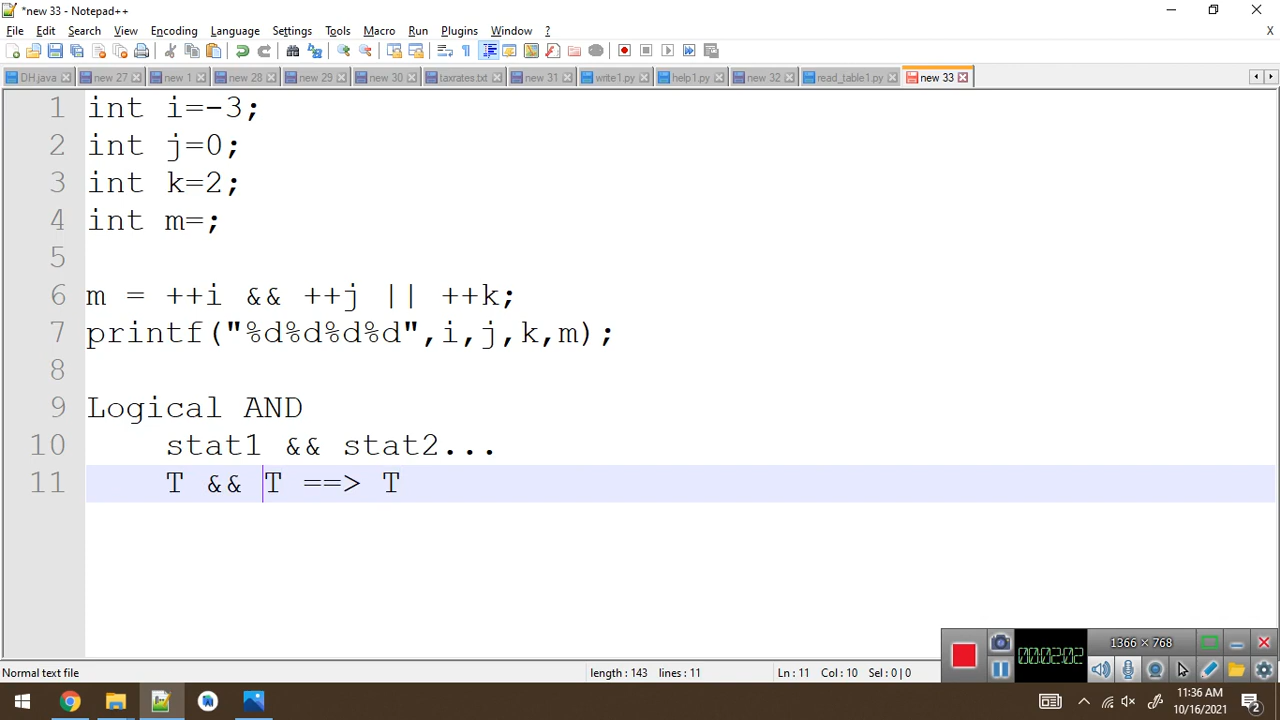 *new 33 - Notepad++
File Edit Search View Encoding Language Settings Tools Macro Run Plugins Window ? X
DH.java new 27 new 1 new 28 new 29 new 30 taxrates.txt new 31 write1.py help1.py new 32 read_table1.py new 33
1 int i=-3;
2 int j=0;
3 int k=2;
4 int m=;
5
6 m = ++i && ++j || ++k;
7 printf("%d%d%d%d",i,j,k,m);
8
9 Logical AND
10 stat1 && stat2...
11 T && T ==> T
1366 × 768
00:02:02
Normal text file length : 143 lines : 11 Ln : 11 Col : 10 Sel : 0 | 0
11:36 AM
10/16/2021
2